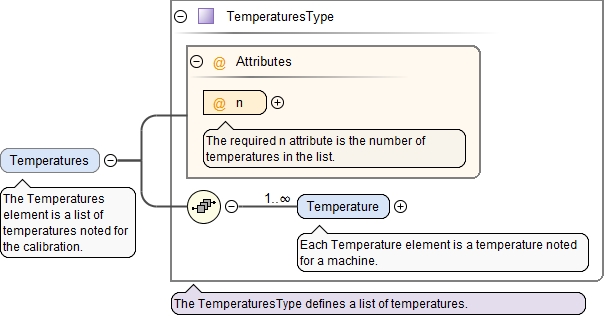 TemperaturesType
@ Attributes
@ n
The required n attribute is the number of
temperatures in the list.
Temperatures
The Temperatures
element is a list of
temperatures noted for
the calibration.
1..∞
Temperature
Each Temperature element is a temperature noted
for a machine.
The TemperaturesType defines a list of temperatures.